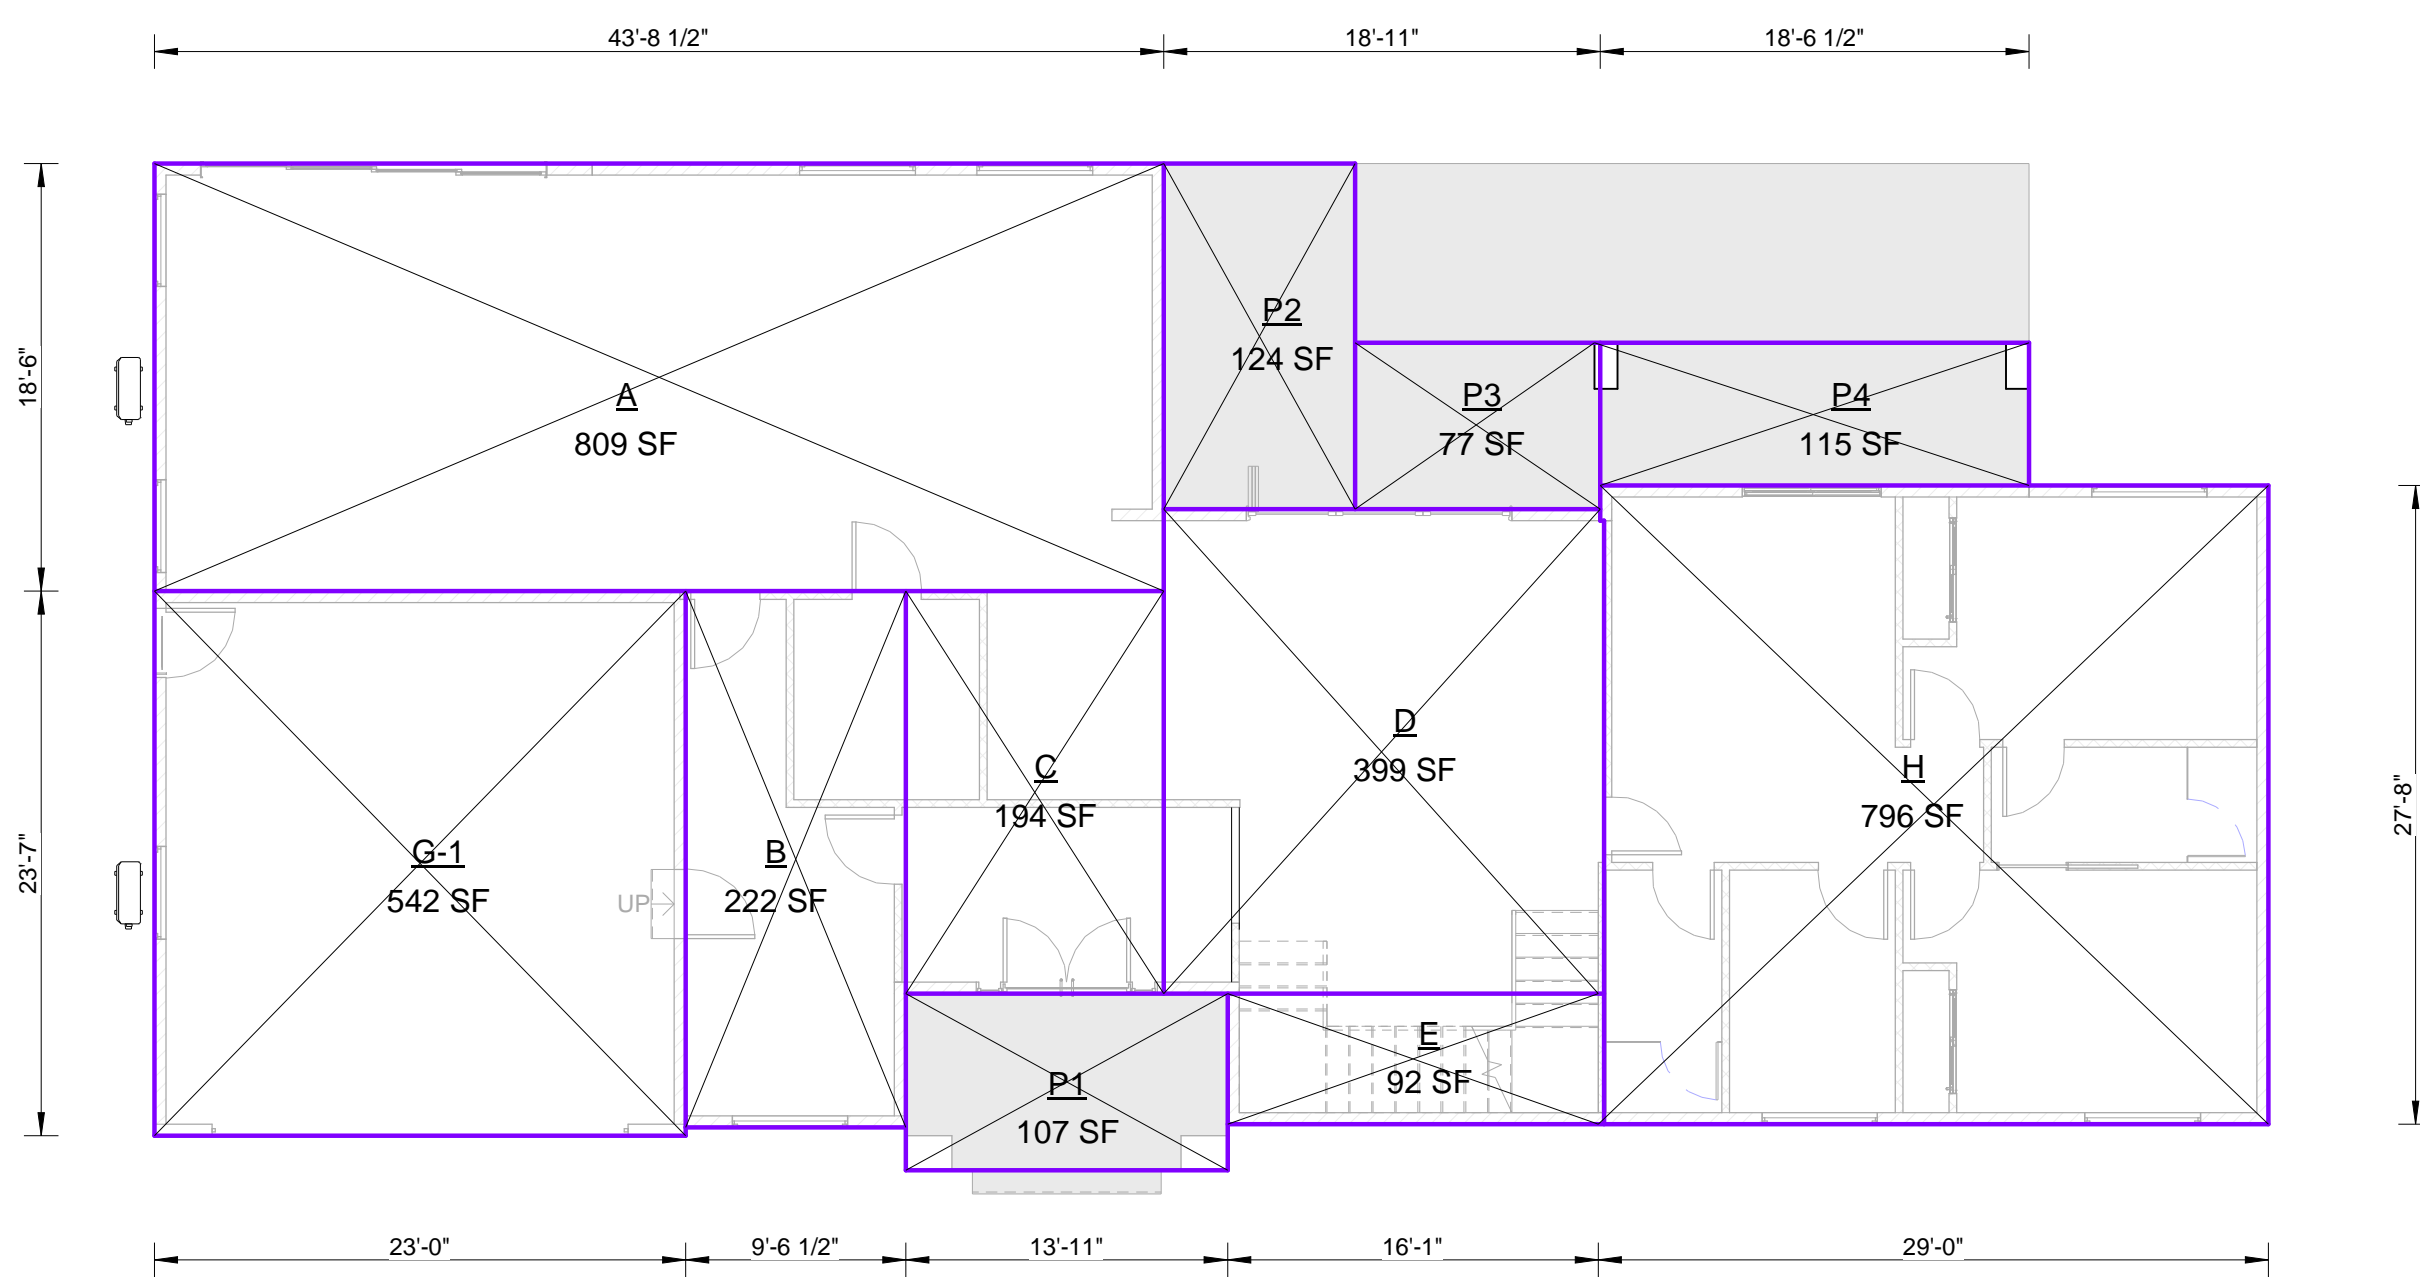 43'-8 1/2"
18'-11"
18'-6 1/2"
18'-6"
23'-7"
27'-8"
A
809 SF
P2
124 SF
P3
77 SF
P4
115 SF
G-1
542 SF
UP
B
222 SF
C
194 SF
D
399 SF
H
796 SF
E
92 SF
P1
107 SF
23'-0"
9'-6 1/2"
13'-11"
16'-1"
29'-0"